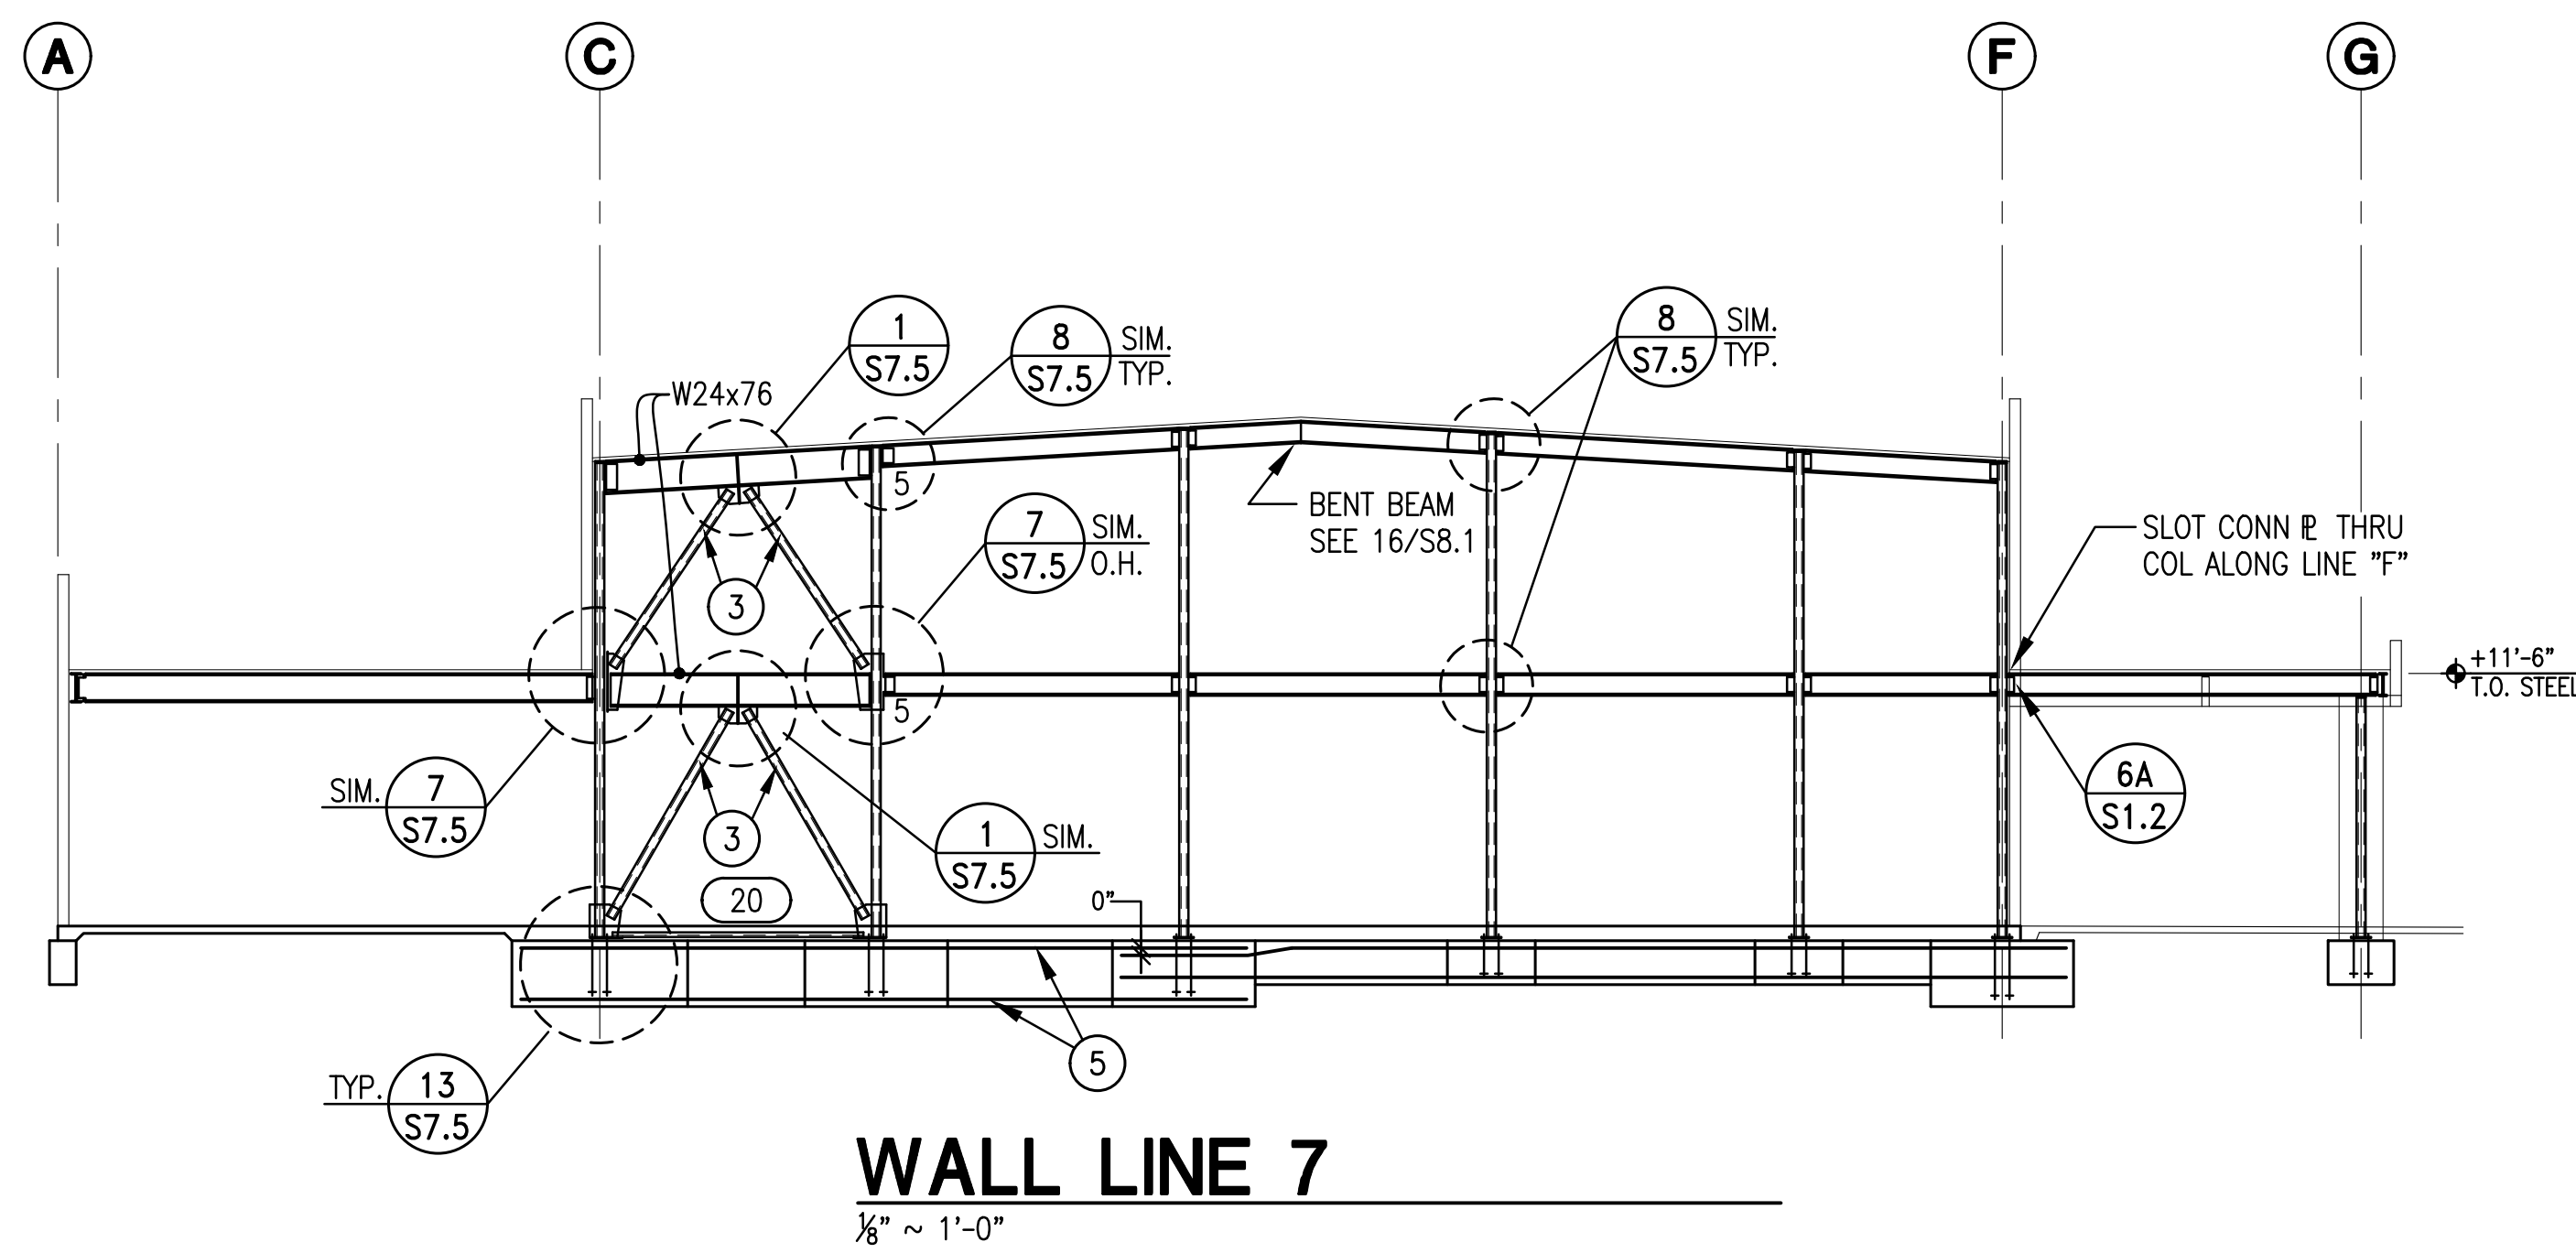 A
C
F
G
1
S7.5
8
S7.5
SIM.
TYP.
8
S7.5
SIM.
TYP.
W24x76
5
7
S7.5
SIM.
O.H.
BENT BEAM
SEE 16/S8.1
SLOT CONN ⅊ THRU
COL ALONG LINE "F"
3
+11'-6"
T.O. STEEL
5
SIM.
7
S7.5
3
1
S7.5
SIM.
6A
S1.2
20
0"
5
TYP.
13
S7.5
WALL LINE 7
1/8" ~ 1'-0"